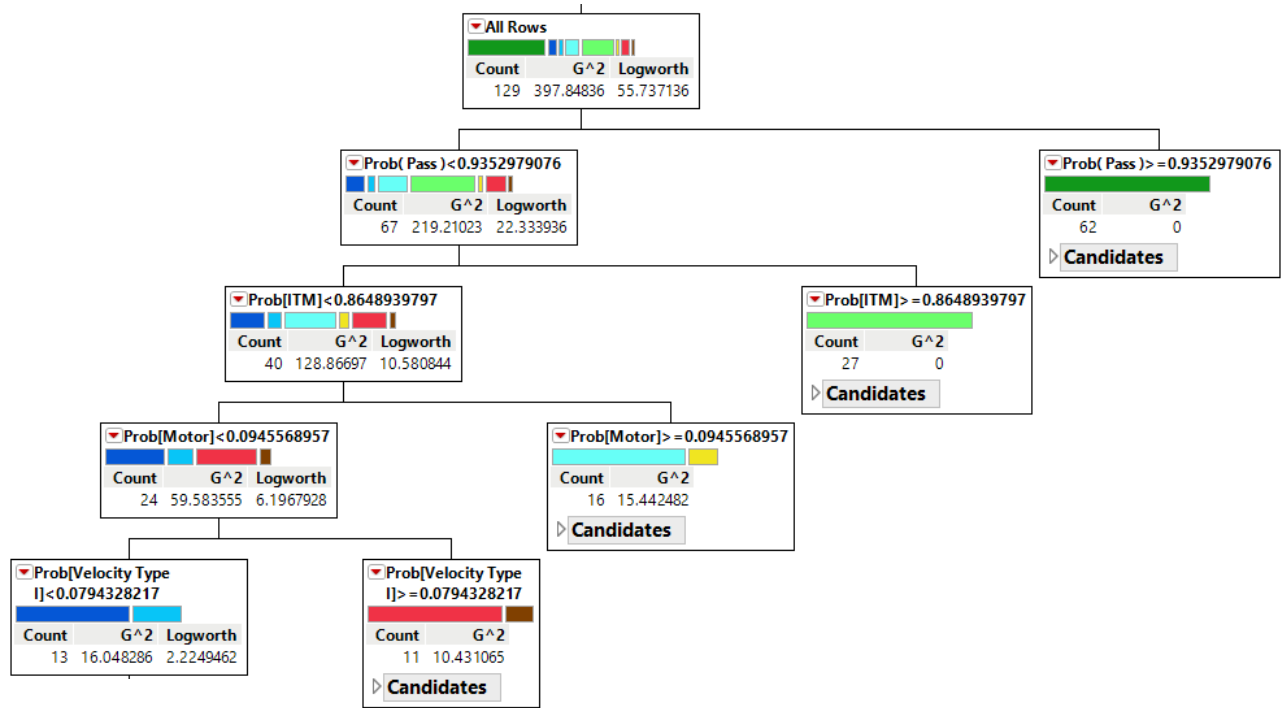 All Rows
Count G^2 Logworth
129 397.84836 55.737136
Prob( Pass )<0.9352979076
Count G^2 Logworth
67 219.21023 22.333936
Prob( Pass )>=0.9352979076
Count G^2
62 0
Candidates
Prob[ITM]<0.8648939797
Count G^2 Logworth
40 128.86697 10.580844
Prob[ITM]>=0.8648939797
Count G^2
27 0
Candidates
Prob[Motor]<0.0945568957
Count G^2 Logworth
24 59.583555 6.1967928
Prob[Motor]>=0.0945568957
Count G^2
16 15.442482
Candidates
Prob[Velocity Type
I]<0.0794328217
Count G^2 Logworth
13 16.048286 2.2249462
Prob[Velocity Type
I]>=0.0794328217
Count G^2
11 10.431065
Candidates